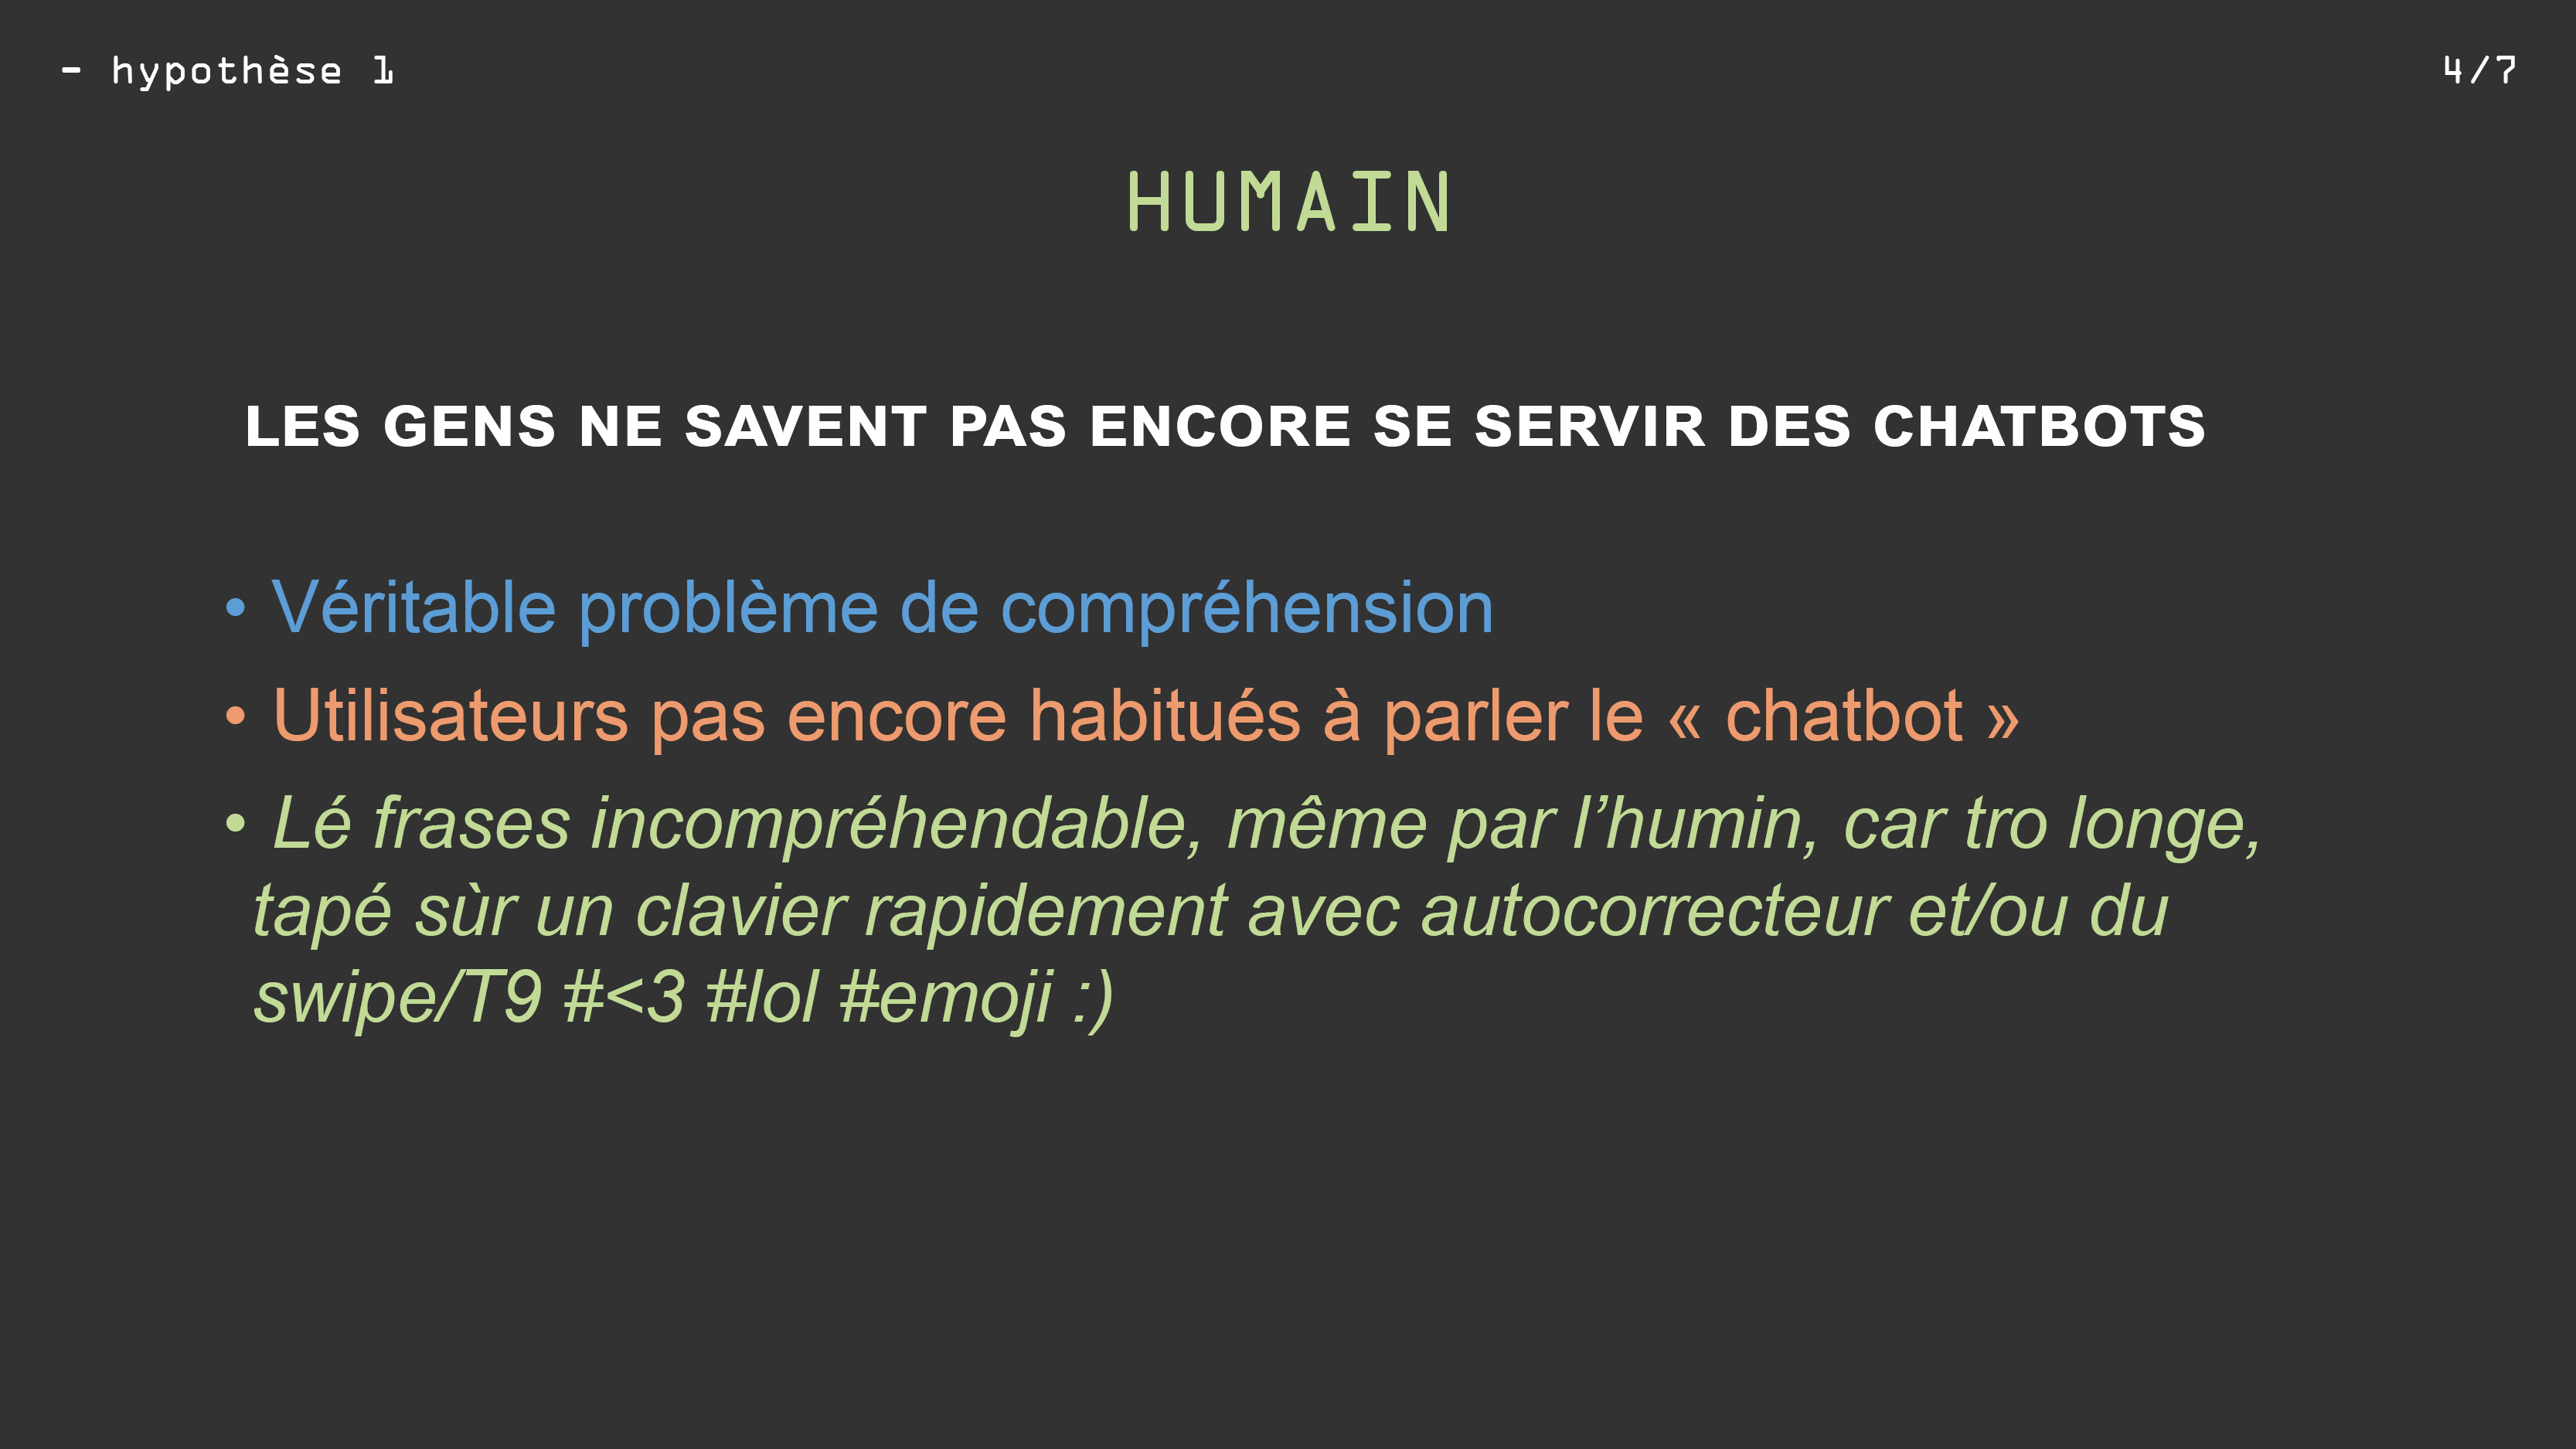 - hypothèse 1
4/7
HUMAIN
LES GENS NE SAVENT PAS ENCORE SE SERVIR DES CHATBOTS
• Véritable problème de compréhension
• Utilisateurs pas encore habitués à parler le « chatbot »
• Lé frases incompréhendable, même par l’humin, car tro longe,
tapé sùr un clavier rapidement avec autocorrecteur et/ou du
swipe/T9 #<3 #lol #emoji :)